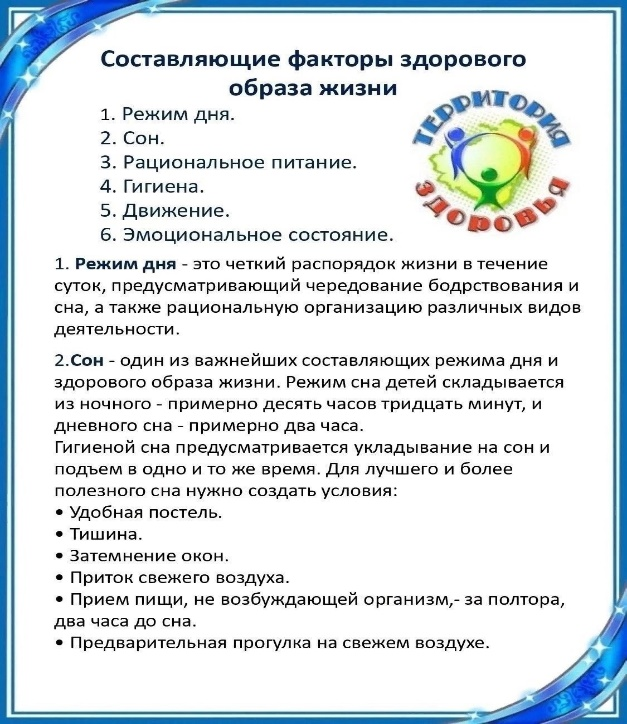 Составляющие факторы здорового
образа жизни
1. Режим дня.
2. Сон.
3. Рациональное питание.
4. Гигиена.
5. Движение.
6. Эмоциональное состояние.
ТЕРРИТОРИЯ
ЗДОРОВЬЯ
1. Режим дня - это четкий распорядок жизни в течение
суток, предусматривающий чередование бодрствования и
сна, а также рациональную организацию различных видов
деятельности.
2.Сон - один из важнейших составляющих режима дня и
здорового образа жизни. Режим сна детей складывается
из ночного - примерно десять часов тридцать минут, и
дневного сна - примерно два часа.
Гигиеной сна предусматривается укладывание на сон и
подъем в одно и то же время. Для лучшего и более
полезного сна нужно создать условия:
• Удобная постель.
• Тишина.
• Затемнение окон.
• Приток свежего воздуха.
• Прием пищи, не возбуждающей организм,- за полтора,
два часа до сна.
• Предварительная прогулка на свежем воздухе.